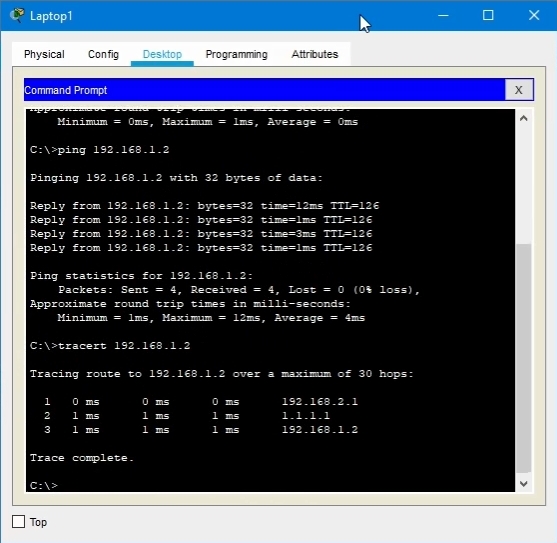 Laptop1
Physical Config Desktop Programming Attributes
Command Prompt
X
Approximate round trip times in milli-seconds:
    Minimum = 0ms, Maximum = 1ms, Average = 0ms
C:\>ping 192.168.1.2
Pinging 192.168.1.2 with 32 bytes of data:
Reply from 192.168.1.2: bytes=32 time=12ms TTL=126
Reply from 192.168.1.2: bytes=32 time=1ms TTL=126
Reply from 192.168.1.2: bytes=32 time=3ms TTL=126
Reply from 192.168.1.2: bytes=32 time=1ms TTL=126
Ping statistics for 192.168.1.2:
    Packets: Sent = 4, Received = 4, Lost = 0 (0% loss),
Approximate round trip times in milli-seconds:
    Minimum = 1ms, Maximum = 12ms, Average = 4ms
C:\>tracert 192.168.1.2
Tracing route to 192.168.1.2 over a maximum of 30 hops:
  1   0 ms      0 ms      0 ms      192.168.2.1
  2   1 ms      1 ms      1 ms      1.1.1.1
  3   1 ms      1 ms      1 ms      192.168.1.2
Trace complete.
C:\>
Top